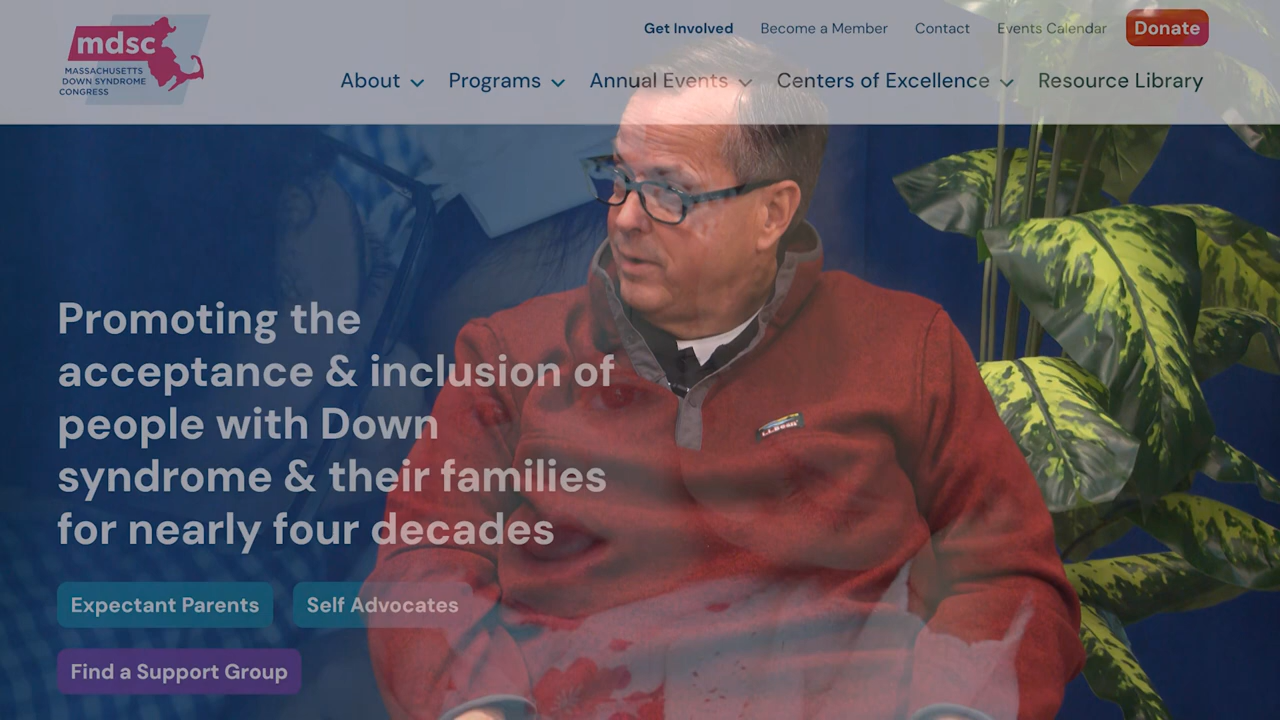 mdsc
MASSACHUSETTS
DOWN SYNDROME
CONGRESS
Get Involved Become a Member Contact Events Calendar Donate
About Programs Annual Events Centers of Excellence Resource Library
Promoting the
acceptance & inclusion of
people with Down
syndrome & their families
for nearly four decades
L.L.Bean
Expectant Parents Self Advocates
Find a Support Group